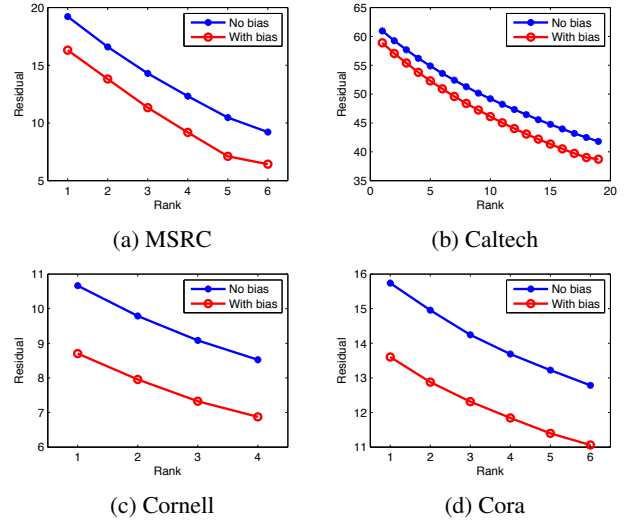 20
15
10
5
Residual
1 2 3 4 5 6
Rank
No bias
With bias
(a) MSRC
65
60
55
50
45
40
35
Residual
0 5 10 15 20
Rank
No bias
With bias
(b) Caltech
11
10
9
8
7
6
Residual
1 2 3 4
Rank
No bias
With bias
(c) Cornell
16
15
14
13
12
11
Residual
1 2 3 4 5 6
Rank
No bias
With bias
(d) Cora